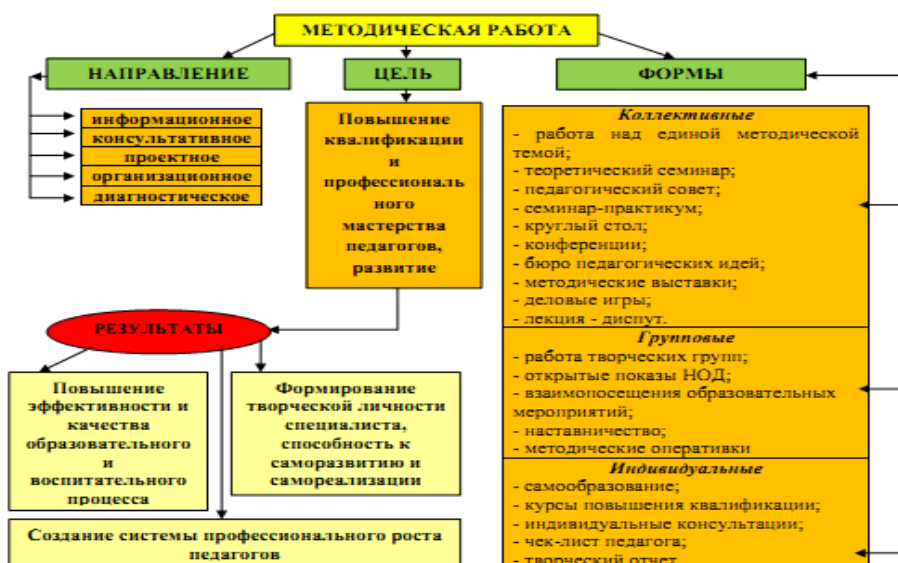 МЕТОДИЧЕСКАЯ РАБОТА
НАПРАВЛЕНИЕ
ЦЕЛЬ
ФОРМЫ
информационное
консультативное
проектное
организационное
диагностическое
Повышение
квалификации
и
профессиональ
ного
мастерства
педагогов,
развитие
Коллективные
- работа над единой методической
темой;
- теоретический семинар;
- педагогический совет;
- семинар-практикум;
- круглый стол;
- конференции;
- бюро педагогических идей;
- методические выставки;
- деловые игры;
- лекция - диспут.
Групповые
- работа творческих групп;
- открытые показы НОД;
- взаимопосещения образовательных
мероприятий;
- наставничество;
- методические оперативки
Индивидуальные
- самообразование;
- курсы повышения квалификации;
- индивидуальные консультации;
- чек-лист педагога;
- творческий отчет
РЕЗУЛЬТАТЫ
Повышение
эффективности и
качества
образовательного
и
воспитательного
процесса
Формирование
творческой личности
специалиста,
способность к
саморазвитию и
самореализации
Создание системы профессионального роста
педагогов